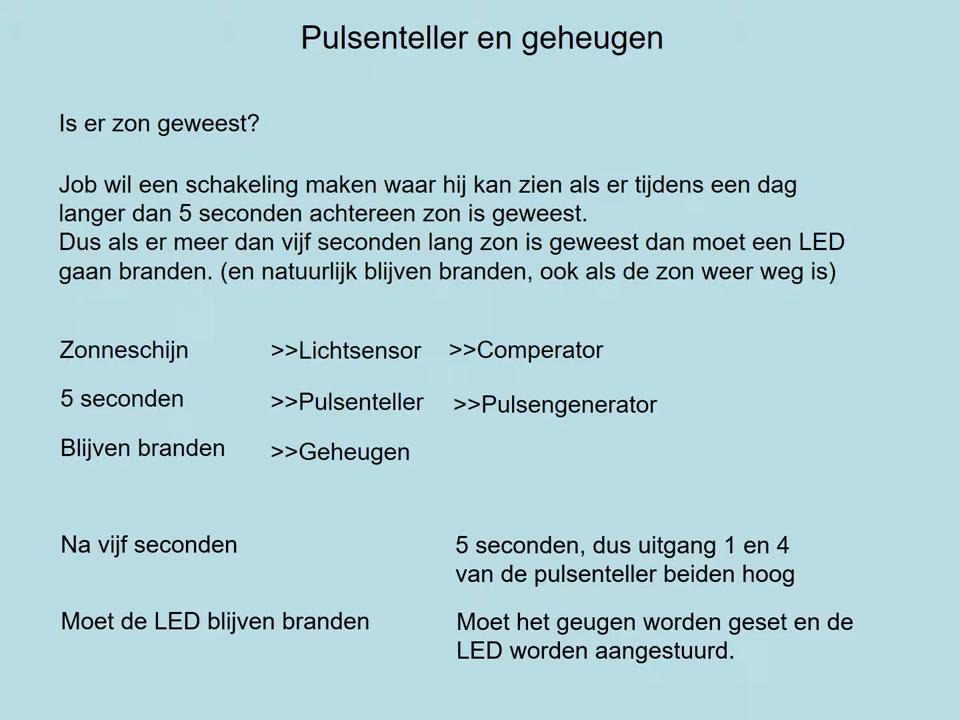 Pulsenteller en geheugen
Is er zon geweest?
Job wil een schakeling maken waar hij kan zien als er tijdens een dag
langer dan 5 seconden achtereen zon is geweest.
Dus als er meer dan vijf seconden lang zon is geweest dan moet een LED
gaan branden. (en natuurlijk blijven branden, ook als de zon weer weg is)
Zonneschijn >>Lichtsensor >>Comperator
5 seconden >>Pulsenteller >>Pulsengenerator
Blijven branden >>Geheugen
Na vijf seconden 5 seconden, dus uitgang 1 en 4
van de pulsenteller beiden hoog
Moet de LED blijven branden Moet het geugen worden geset en de
LED worden aangestuurd.